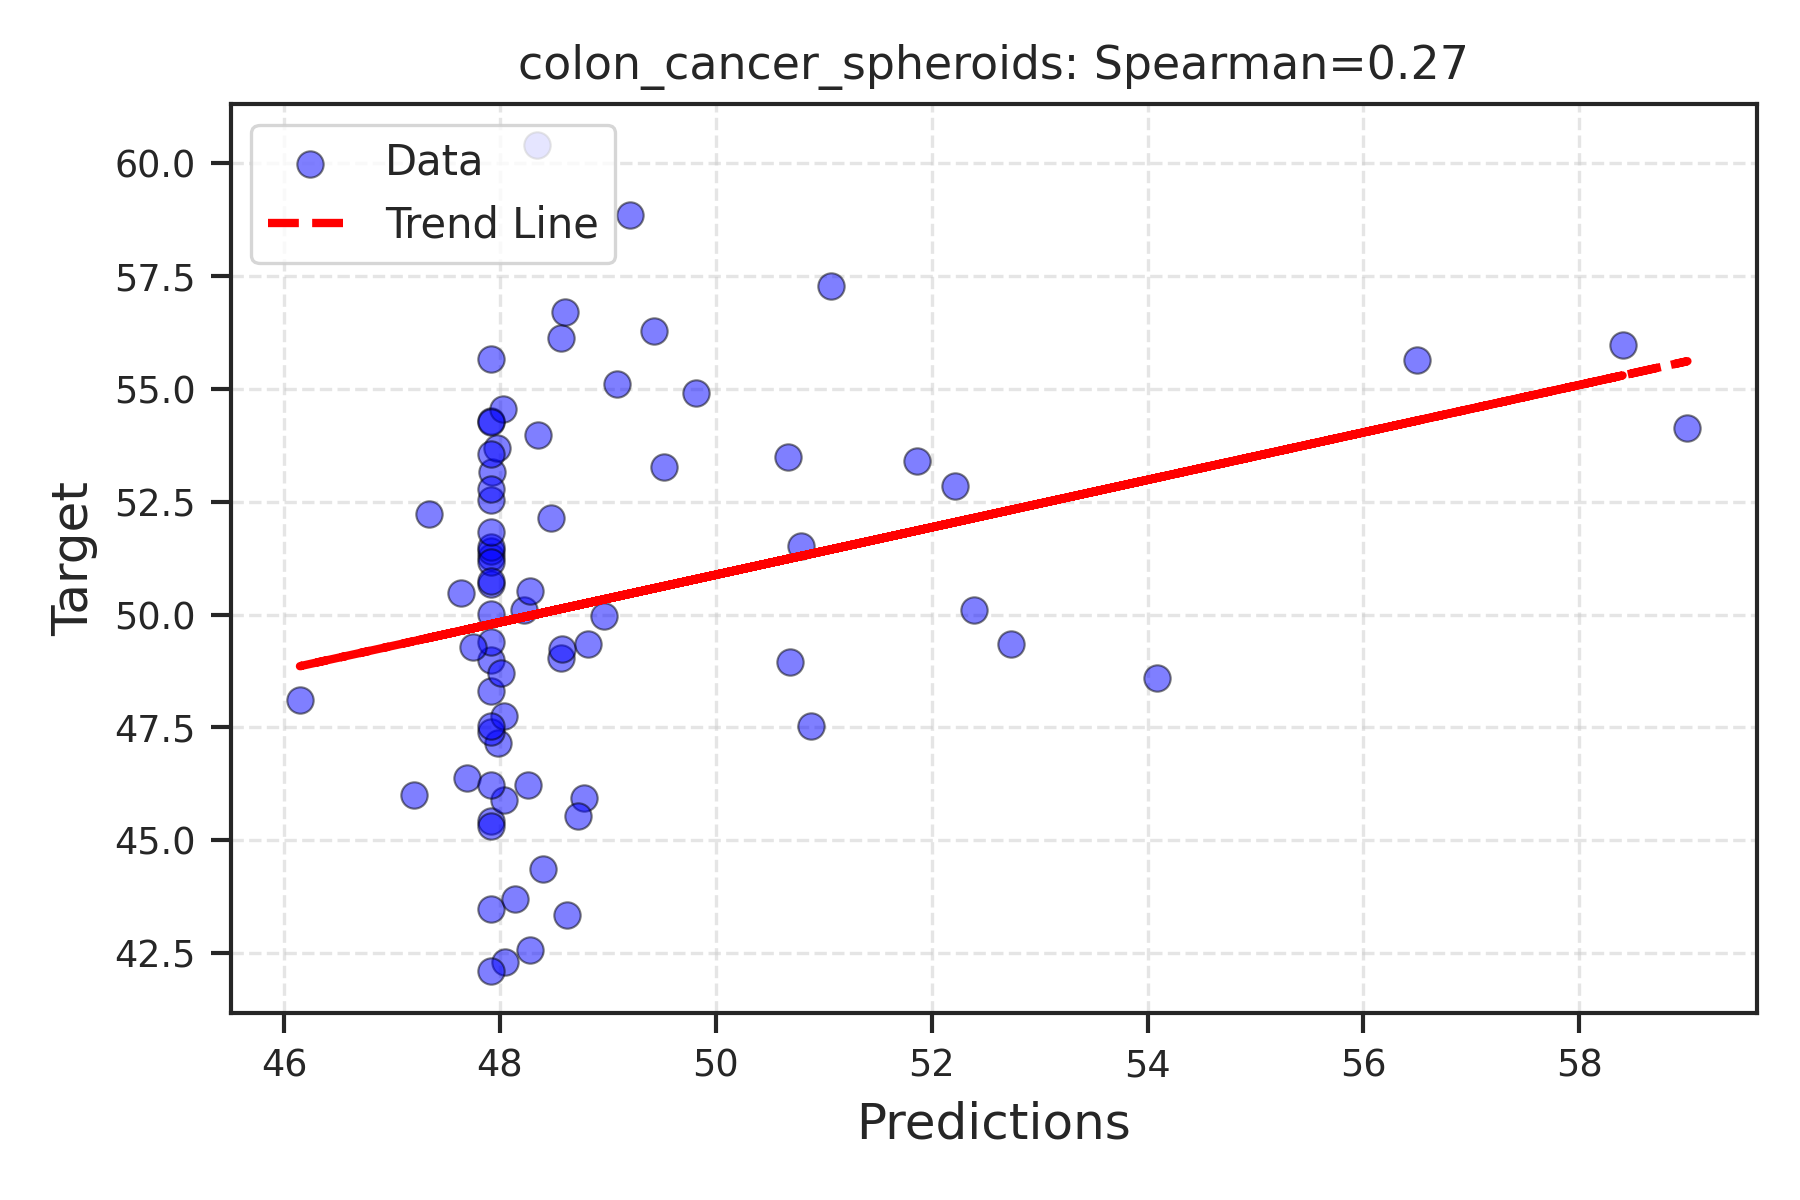 colon_cancer_spheroids: Spearman=0.27
Data
Trend Line
60.0
57.5
55.0
52.5
50.0
47.5
45.0
42.5
Target
46 48 50 52 54 56 58
Predictions